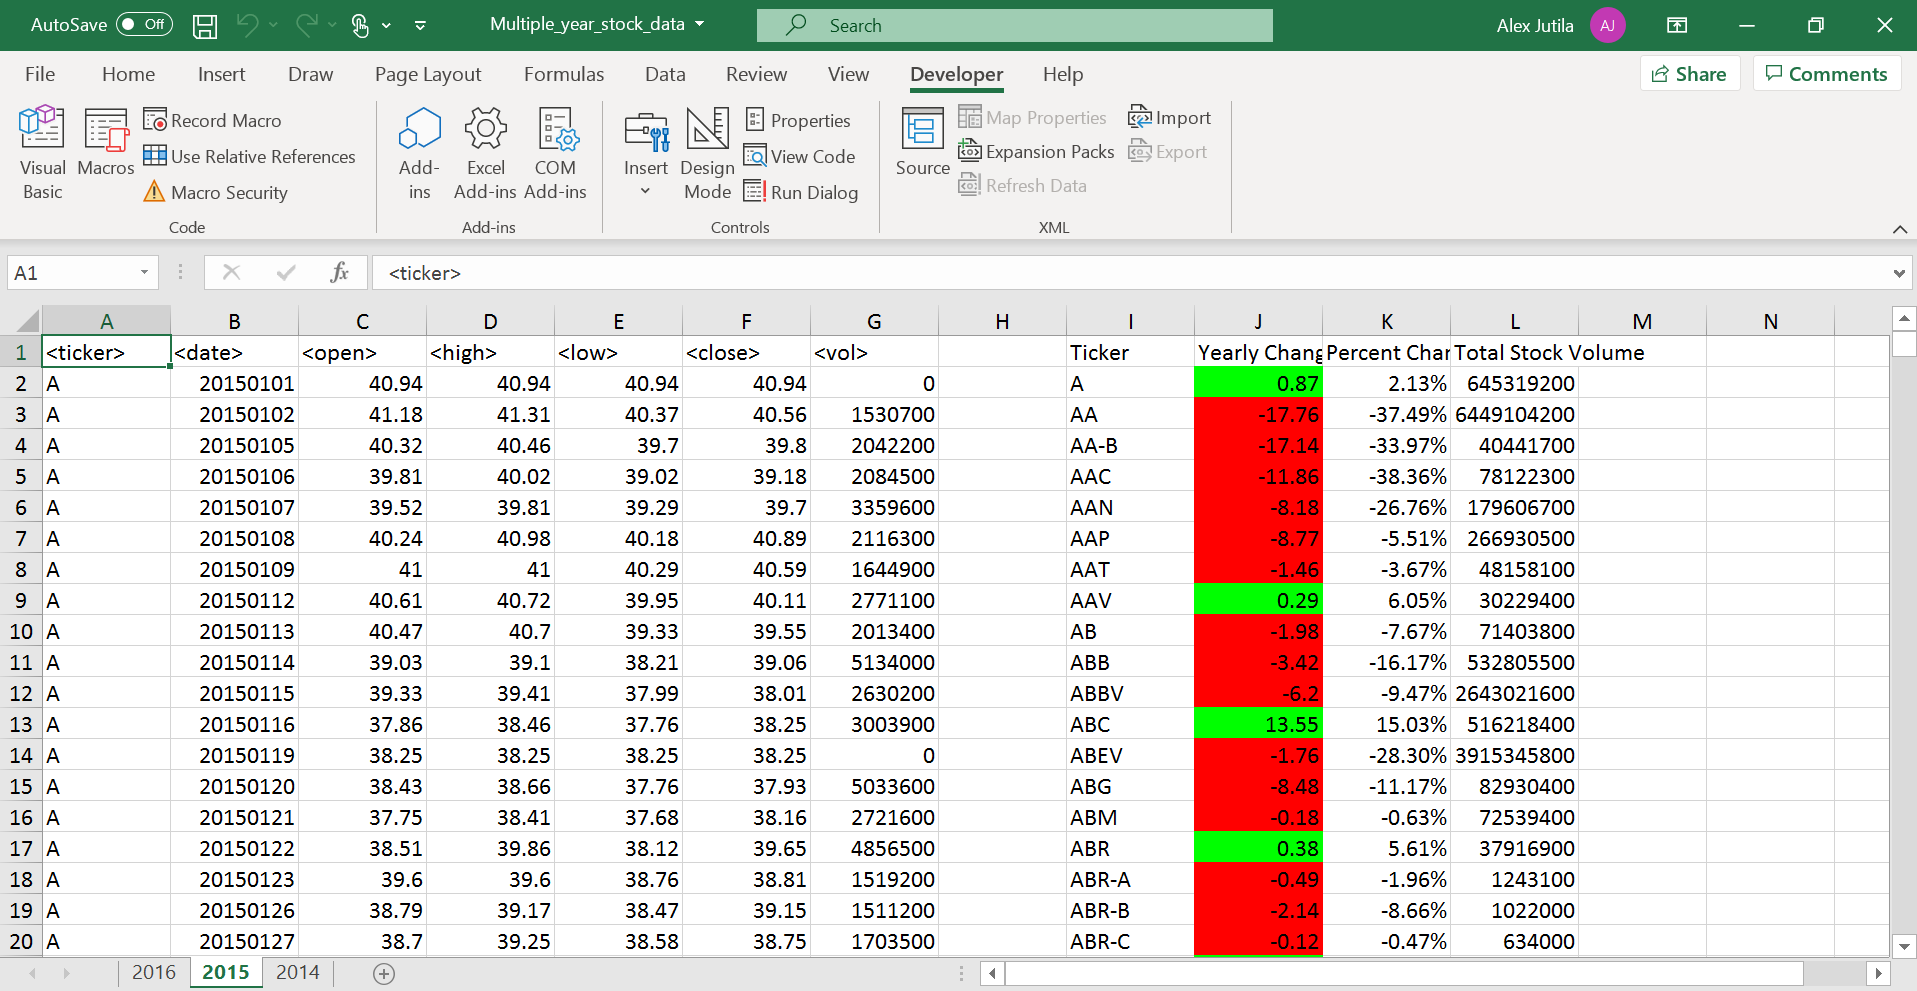 AutoSave Off Multiple_year_stock_data Search Alex Jutila AJ
File Home Insert Draw Page Layout Formulas Data Review View Developer Help Share Comments
Visual Basic Macros Record Macro Use Relative References Macro Security
Add-ins Excel Add-ins COM Add-ins
Insert Design Mode Properties View Code Run Dialog
Source Map Properties Expansion Packs Refresh Data Import Export
Code Add-ins Controls XML
A1 fx <ticker>
A B C D E F G H I J K L M N
1 <ticker> <date> <open> <high> <low> <close> <vol> Ticker Yearly Chang Percent Char Total Stock Volume
2 A 20150101 40.94 40.94 40.94 40.94 0 A 0.87 2.13% 645319200
3 A 20150102 41.18 41.31 40.37 40.56 1530700 AA -17.76 -37.49% 6449104200
4 A 20150105 40.32 40.46 39.7 39.8 2042200 AA-B -17.14 -33.97% 40441700
5 A 20150106 39.81 40.02 39.02 39.18 2084500 AAC -11.86 -38.36% 78122300
6 A 20150107 39.52 39.81 39.29 39.7 3359600 AAN -8.18 -26.76% 179606700
7 A 20150108 40.24 40.98 40.18 40.89 2116300 AAP -8.77 -5.51% 266930500
8 A 20150109 41 41 40.29 40.59 1644900 AAT -1.46 -3.67% 48158100
9 A 20150112 40.61 40.72 39.95 40.11 2771100 AAV 0.29 6.05% 30229400
10 A 20150113 40.47 40.7 39.33 39.55 2013400 AB -1.98 -7.67% 71403800
11 A 20150114 39.03 39.1 38.21 39.06 5134000 ABB -3.42 -16.17% 532805500
12 A 20150115 39.33 39.41 37.99 38.01 2630200 ABBV -6.2 -9.47% 2643021600
13 A 20150116 37.86 38.46 37.76 38.25 3003900 ABC 13.55 15.03% 516218400
14 A 20150119 38.25 38.25 38.25 38.25 0 ABEV -1.76 -28.30% 3915345800
15 A 20150120 38.43 38.66 37.76 37.93 5033600 ABG -8.48 -11.17% 82930400
16 A 20150121 37.75 38.41 37.68 38.16 2721600 ABM -0.18 -0.63% 72539400
17 A 20150122 38.51 39.86 38.12 39.65 4856500 ABR 0.38 5.61% 37916900
18 A 20150123 39.6 39.6 38.76 38.81 1519200 ABR-A -0.49 -1.96% 1243100
19 A 20150126 38.79 39.17 38.47 39.15 1511200 ABR-B -2.14 -8.66% 1022000
20 A 20150127 38.7 39.25 38.58 38.75 1703500 ABR-C -0.12 -0.47% 634000
2016 2015 2014